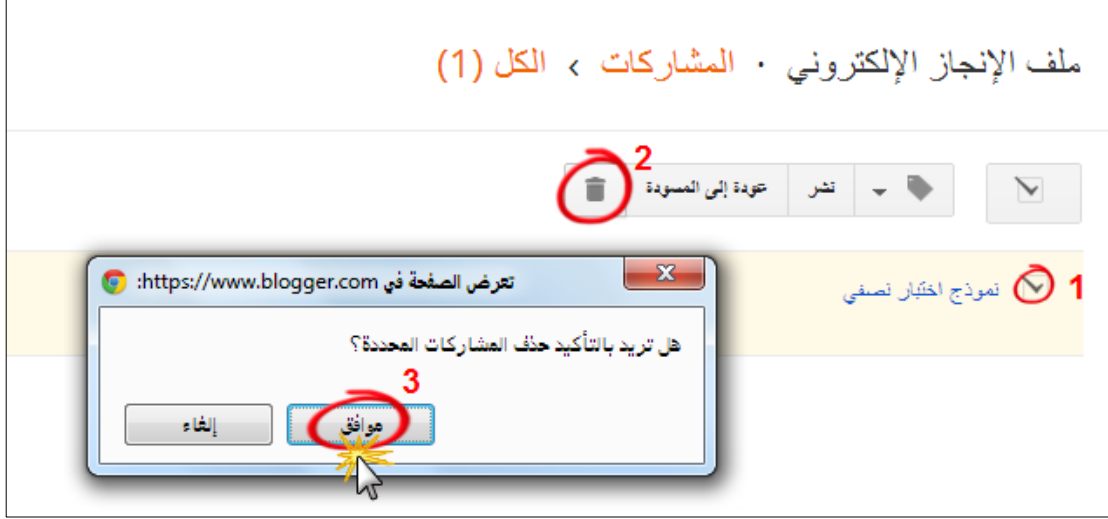 ملف الإنجاز الإلكتروني · المشاركات › الكل (1)
2
نشر عودة إلى المسودة
تعرض الصفحة في https://www.blogger.com:
1 نموذج اختبار نصفي
هل تريد بالتأكيد حذف المشاركات المحددة؟
3
موافق إلغاء